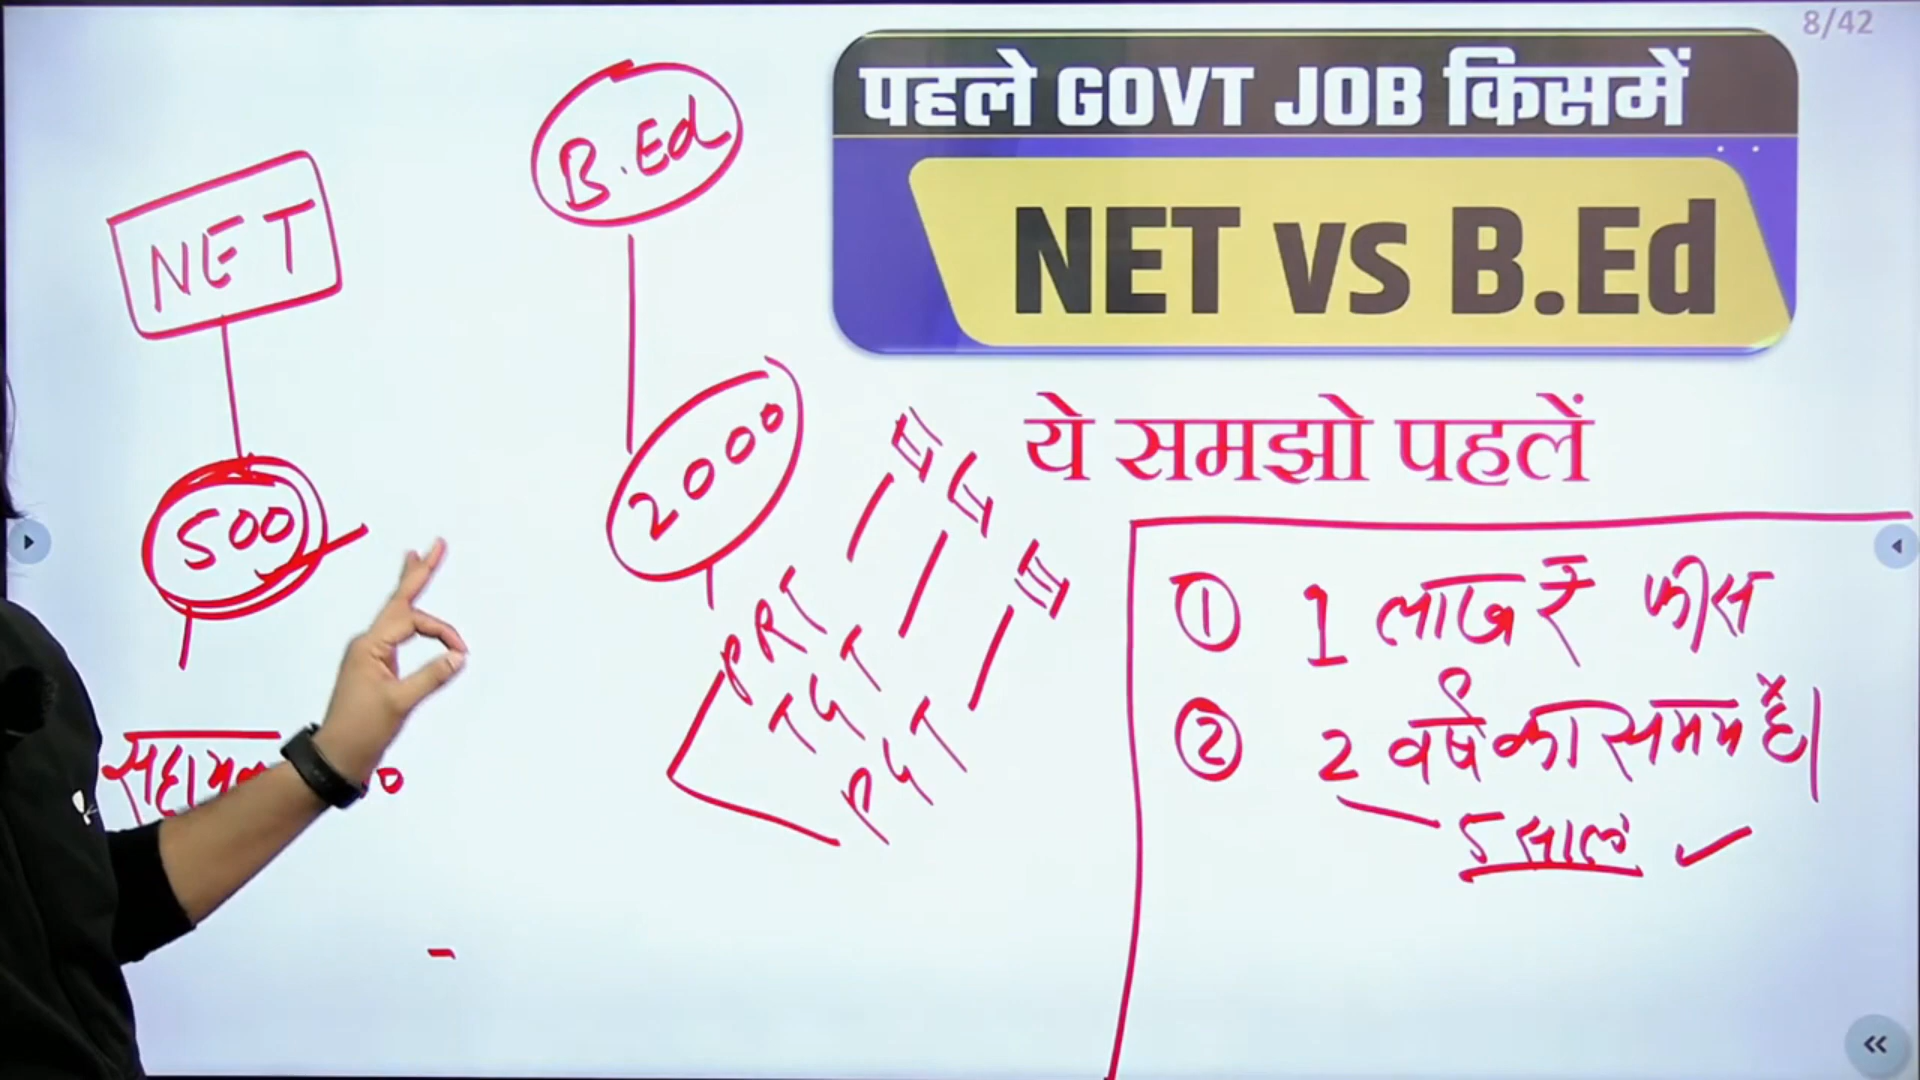 8/42
पहले GOVT JOB किसमें
NET vs B.Ed
ये समझो पहलें
NET
500
B.Ed
2000
PRT
TGT
PGT
① 1 लाख ₹ फीस
② 2 वर्ष का समय है।
5 साल ✓